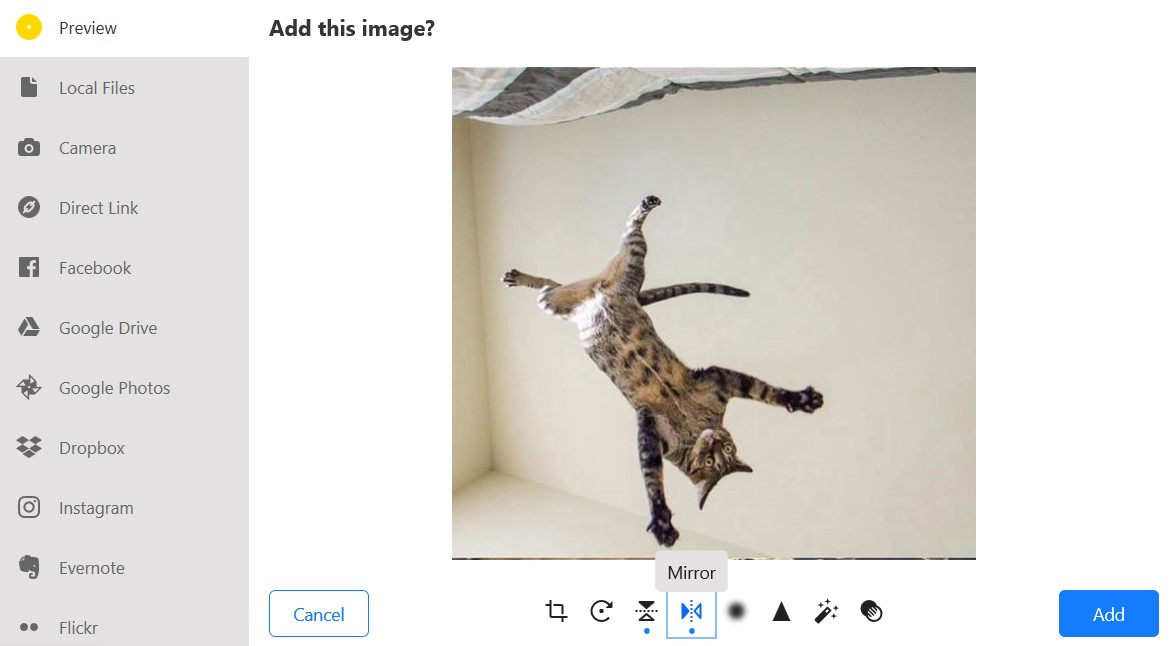 Preview
Add this image?
Local Files
Camera
Direct Link
Facebook
Google Drive
Google Photos
Dropbox
Instagram
Evernote
Flickr
Mirror
Cancel
Add